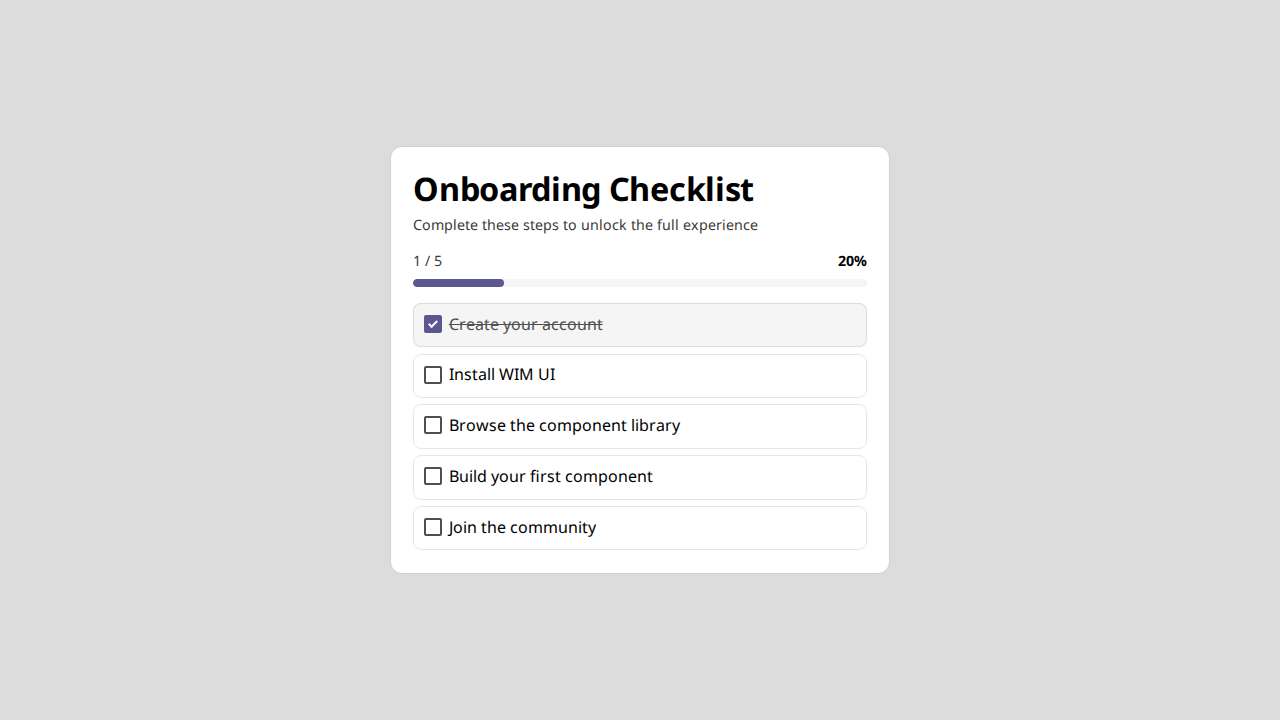 Onboarding Checklist
Complete these steps to unlock the full experience
1 / 5 20%
Create your account
Install WIM UI
Browse the component library
Build your first component
Join the community